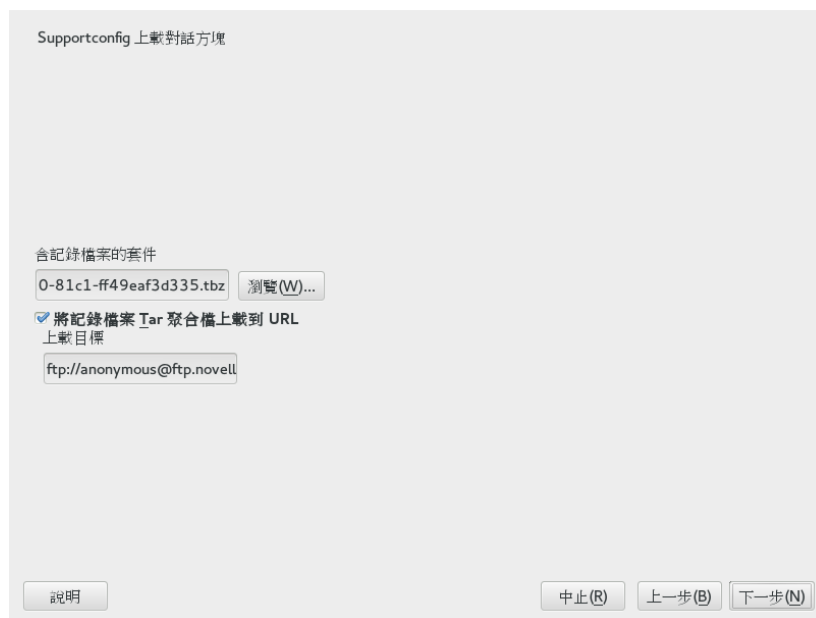 Supportconfig 上載對話方塊
含記錄檔案的套件
0-81c1-ff49eaf3d335.tbz 瀏覽(W)...
將記錄檔案 Tar 聚合檔上載到 URL
上載目標
ftp://anonymous@ftp.novell
說明 中止(R) 上一步(B) 下一步(N)